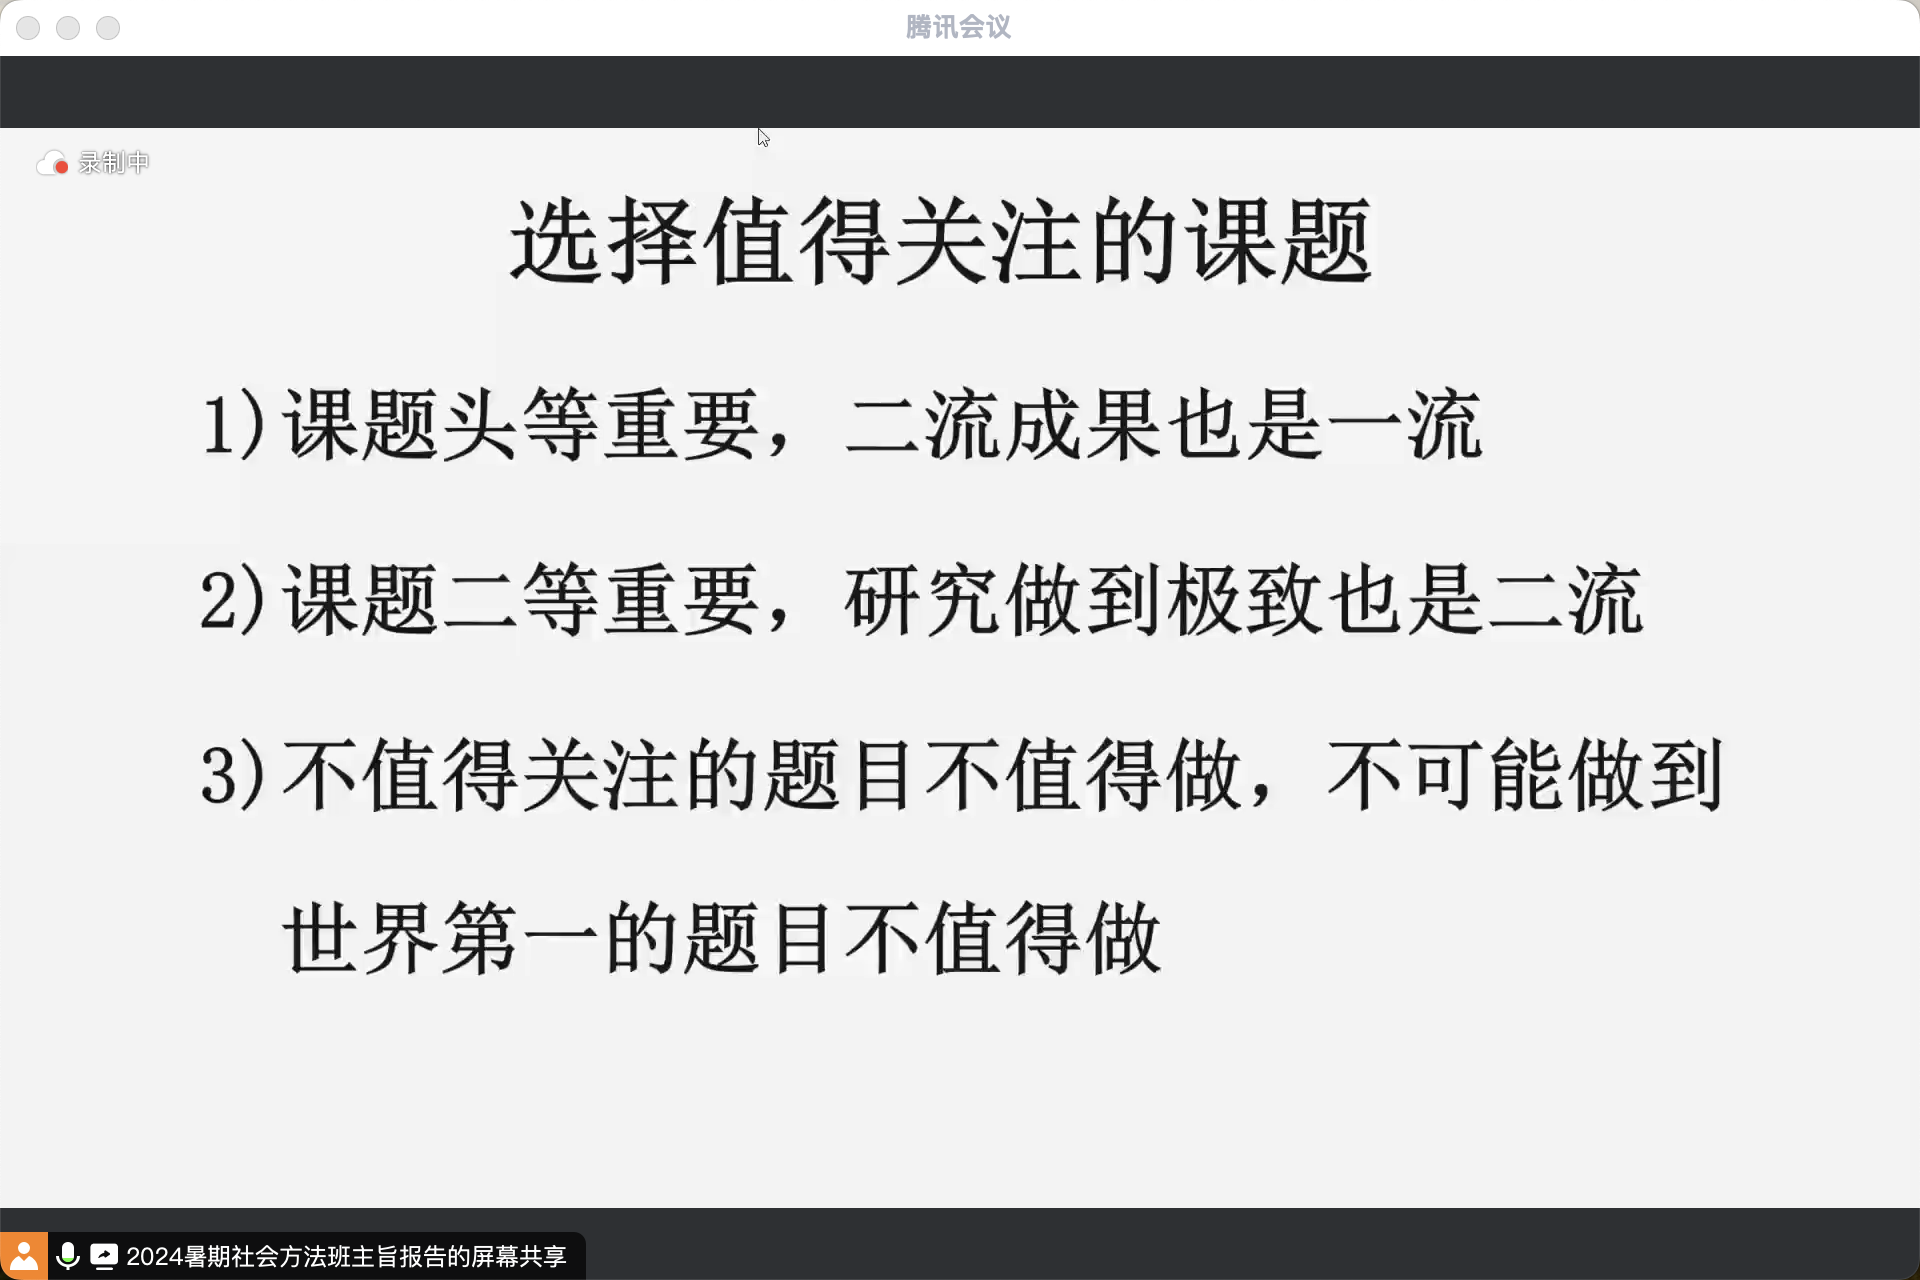 腾讯会议
录制中
选择值得关注的课题
1)课题头等重要，二流成果也是一流
2)课题二等重要，研究做到极致也是二流
3)不值得关注的题目不值得做，不可能做到
世界第一的题目不值得做
2024暑期社会方法班主旨报告的屏幕共享